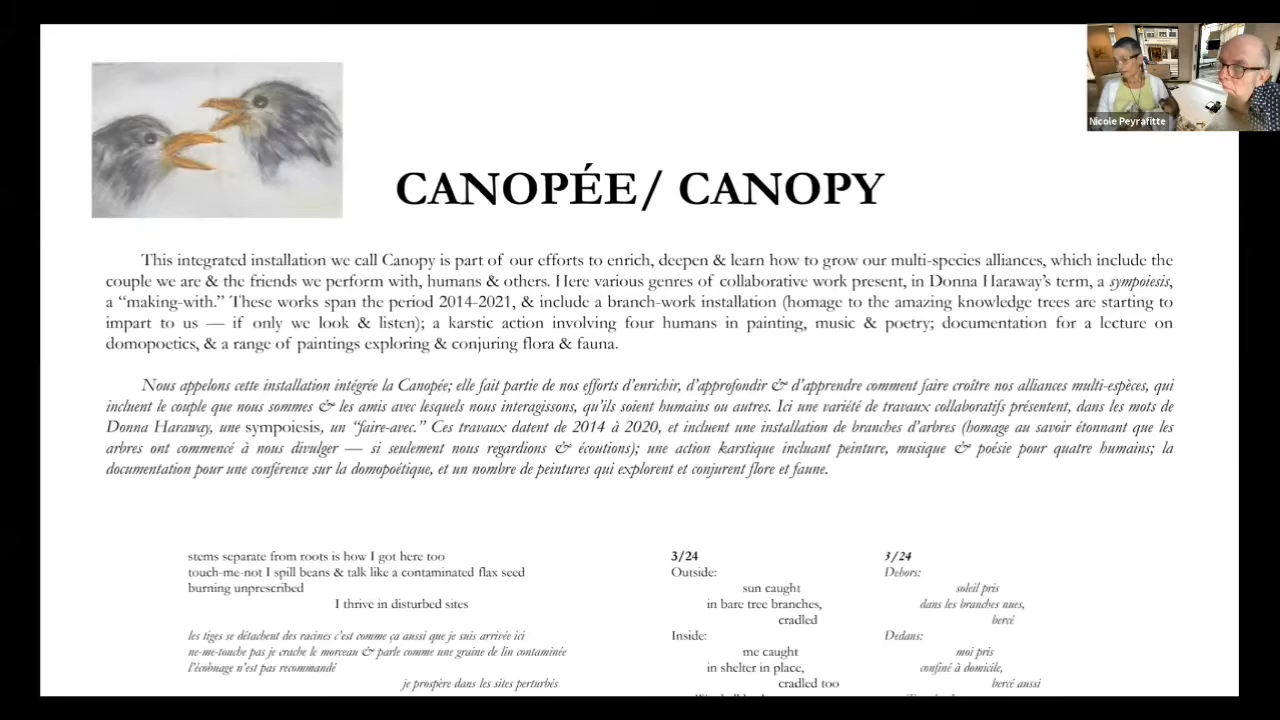 Nicole Peyrafitte
CANOPÉE/ CANOPY
This integrated installation we call Canopy is part of our efforts to enrich, deepen & learn how to grow our multi-species alliances, which include the
couple we are & the friends we perform with, humans & others. Here various genres of collaborative work present, in Donna Haraway's term, a sympoiesis,
a “making-with.” These works span the period 2014-2021, & include a branch-work installation (homage to the amazing knowledge trees are starting to
impart to us — if only we look & listen); a karstic action involving four humans in painting, music & poetry; documentation for a lecture on
domopoetics, & a range of paintings exploring & conjuring flora & fauna.
Nous appelons cette installation intégrée la Canopée; elle fait partie de nos efforts d'enrichir, d'approfondir & d'apprendre comment faire croître nos alliances multi-espèces, qui
incluent le couple que nous sommes & les amis avec lesquels nous interagissons, qu'ils soient humains ou autres. Ici une variété de travaux collaboratifs présentent, dans les mots de
Donna Haraway, une sympoiesis, un “faire-avec.” Ces travaux datent de 2014 à 2020, et incluent une installation de branches d'arbres (homage au savoir étonnant que les
arbres ont commencé à nous divulger — si seulement nous regardions & écoutions); une action karstique incluant peinture, musique & poésie pour quatre humains; la
documentation pour une conférence sur la domopoétique, et un nombre de peintures qui explorent et conjurent flore et faune.
stems separate from roots is how I got here too
touch-me-not I spill beans & talk like a contaminated flax seed
burning unprescribed
I thrive in disturbed sites
les tiges se détachent des racines c'est comme ça aussi que je suis arrivée ici
ne-me-touche pas je crache le morceau & parle comme une graine de lin contaminée
l'écobuage n'est pas recommandé
je prospère dans les sites perturbés
3/24
Outside:
sun caught
in bare tree branches,
cradled
Inside:
me caught
in shelter in place,
cradled too
3/24
Dehors:
soleil pris
dans les branches nues,
bercé
Dedans:
moi pris
confiné à domicile,
bercé aussi